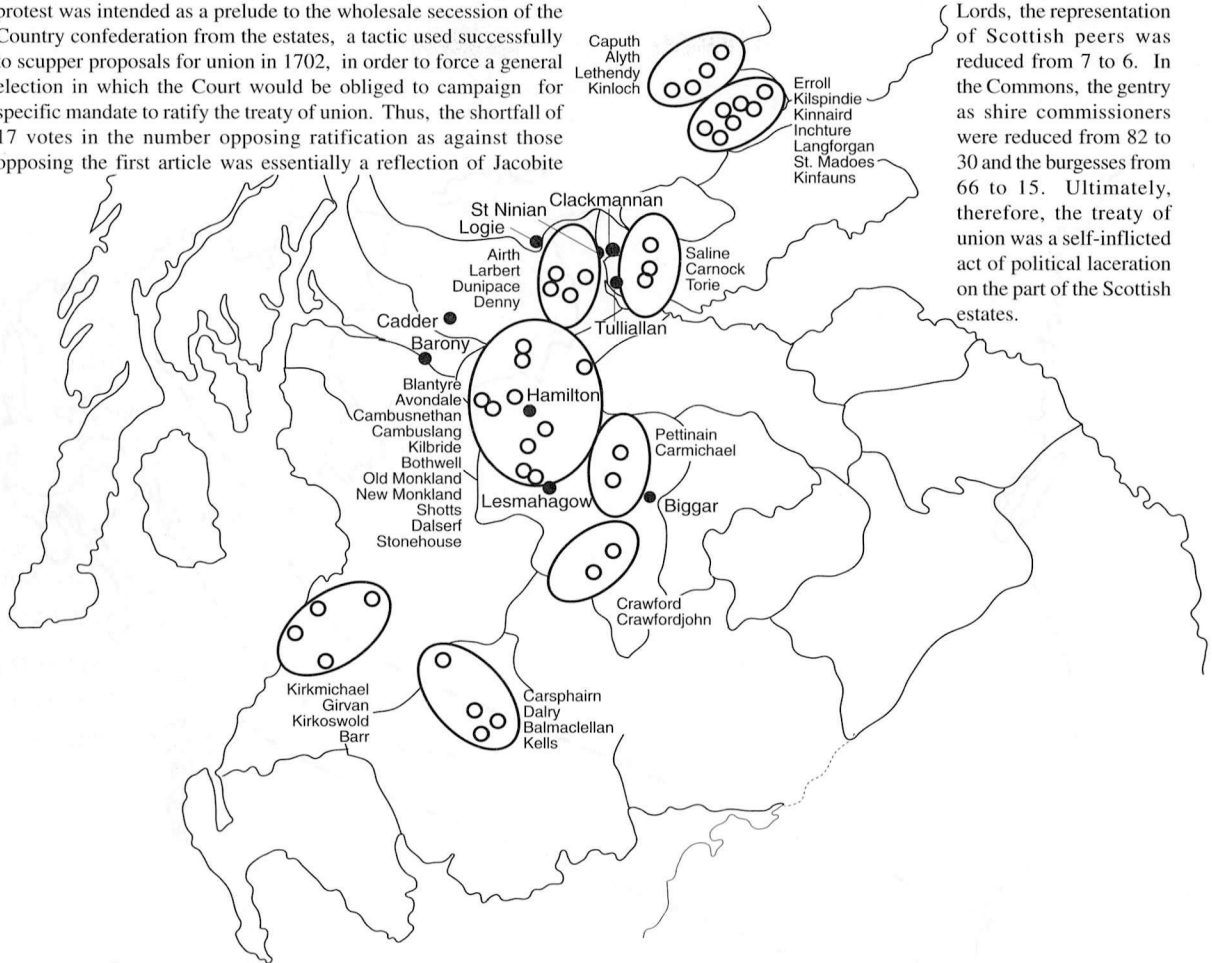 protest was intended as a prelude to the wholesale secession of the
Country confederation from the estates, a tactic used successfully
to scupper proposals for union in 1702, in order to force a general
election in which the Court would be obliged to campaign for
specific mandate to ratify the treaty of union. Thus, the shortfall of
17 votes in the number opposing ratification as against those
opposing the first article was essentially a reflection of Jacobite
Lords, the representation
of Scottish peers was
reduced from 7 to 6. In
the Commons, the gentry
as shire commissioners
were reduced from 82 to
30 and the burgesses from
66 to 15. Ultimately,
therefore, the treaty of
union was a self-inflicted
act of political laceration
on the part of the Scottish
estates.
Caputh
Alyth
Lethendy
Kinloch
Erroll
Kilspindie
Kinnaird
Inchture
Langforgan
St. Madoes
Kinfauns
Clackmannan
St Ninian
Logie
Airth
Larbert
Dunipace
Denny
Saline
Carnock
Torie
Cadder
Tulliallan
Barony
Blantyre
Avondale
Cambusnethan
Cambuslang
Kilbride
Bothwell
Old Monkland
New Monkland
Shotts
Dalserf
Stonehouse
Hamilton
Lesmahagow
Pettinain
Carmichael
Biggar
Crawford
Crawfordjohn
Kirkmichael
Girvan
Kirkoswold
Barr
Carsphairn
Dalry
Balmaclellan
Kells